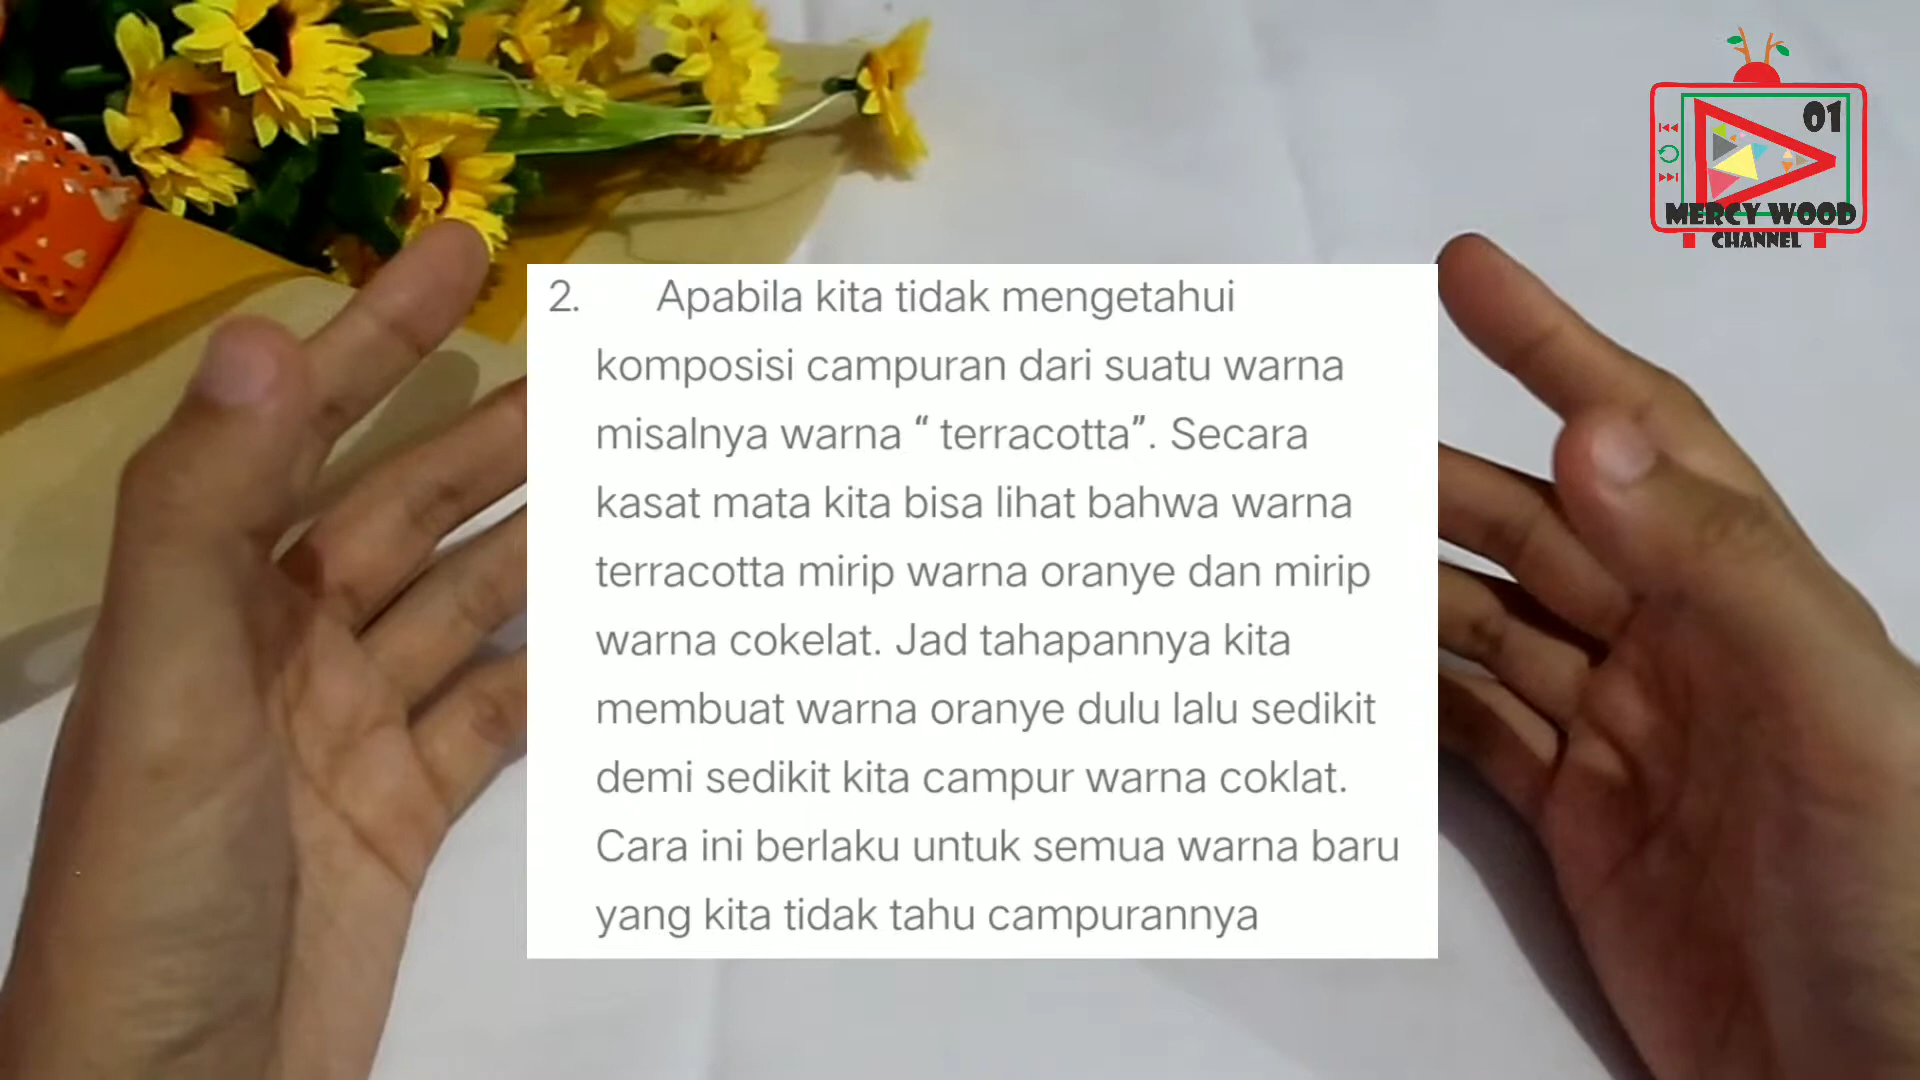 01
MERCY WOOD
CHANNEL
2. Apabila kita tidak mengetahui
komposisi campuran dari suatu warna
misalnya warna “ terracotta”. Secara
kasat mata kita bisa lihat bahwa warna
terracotta mirip warna oranye dan mirip
warna cokelat. Jad tahapannya kita
membuat warna oranye dulu lalu sedikit
demi sedikit kita campur warna coklat.
Cara ini berlaku untuk semua warna baru
yang kita tidak tahu campurannya